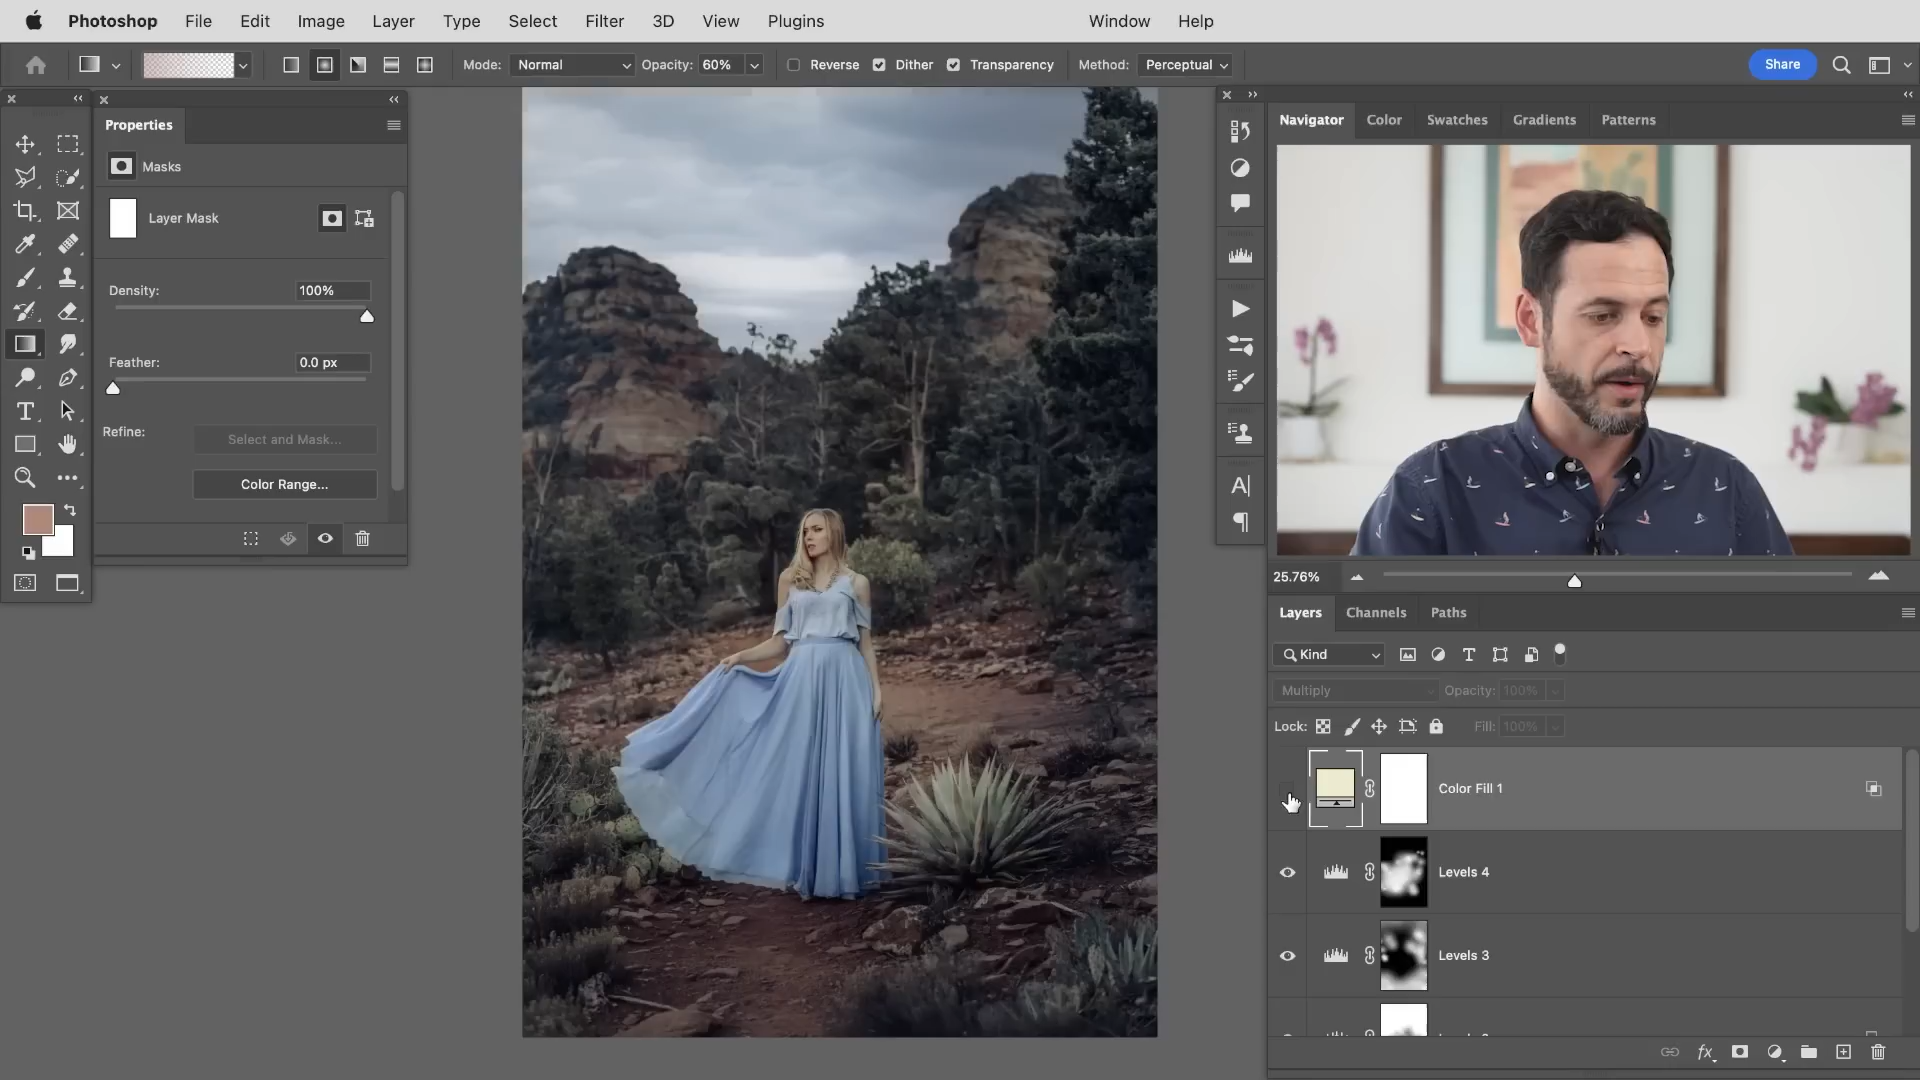 Photoshop File Edit Image Layer Type Select Filter 3D View Plugins Window Help
Mode: Normal Opacity: 60% Reverse Dither Transparency Method: Perceptual Share
Properties
Masks
Layer Mask
Density: 100%
Feather: 0.0 px
Refine: Select and Mask...
Color Range...
Navigator Color Swatches Gradients Patterns
25.76%
Layers Channels Paths
Kind
Multiply Opacity: 100%
Lock: Fill: 100%
Color Fill 1
Levels 4
Levels 3